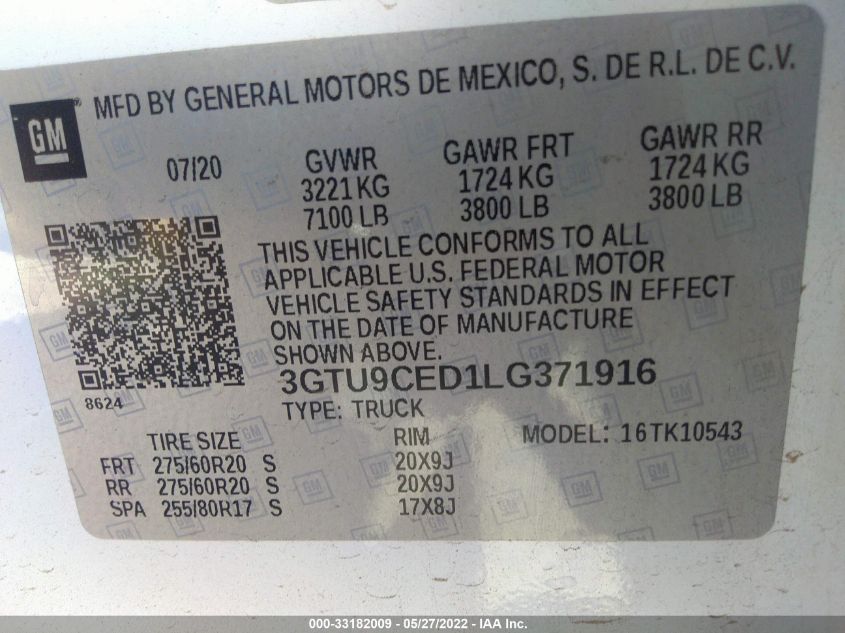 MFD BY GENERAL MOTORS DE MEXICO, S. DE R.L. DE C.V.
GM
®
07/20
GVWR
3221 KG
7100 LB
GAWR FRT
1724 KG
3800 LB
GAWR RR
1724 KG
3800 LB
THIS VEHICLE CONFORMS TO ALL
APPLICABLE U.S. FEDERAL MOTOR
VEHICLE SAFETY STANDARDS IN EFFECT
ON THE DATE OF MANUFACTURE
SHOWN ABOVE.
8624
3GTU9CED1LG371916
TYPE: TRUCK
MODEL: 16TK10543
TIRE SIZE RIM
FRT 275/60R20 S 20X9J
RR 275/60R20 S 20X9J
SPA 255/80R17 S 17X8J
000-33182009 - 05/27/2022 - IAA Inc.